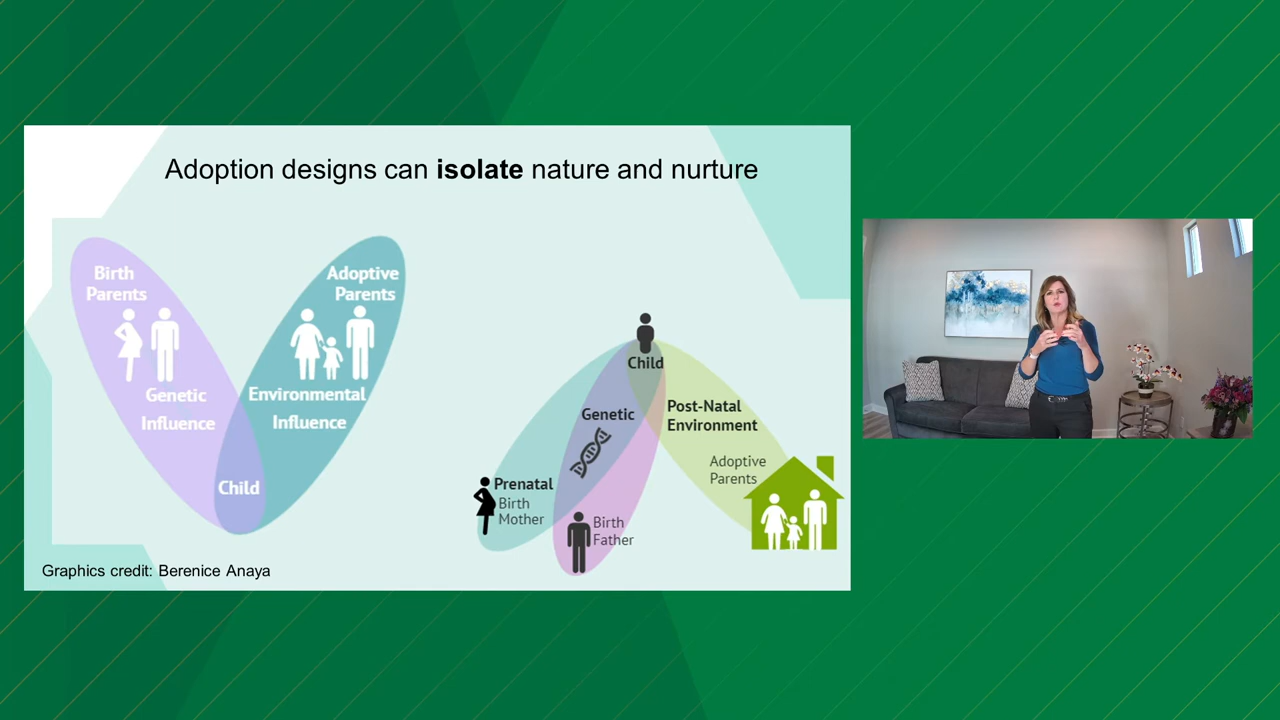 Adoption designs can isolate nature and nurture
Birth
Parents
Genetic
Influence
Adoptive
Parents
Environmental
Influence
Child
Child
Genetic
Post-Natal
Environment
Adoptive
Parents
Prenatal
Birth
Mother
Birth
Father
Graphics credit: Berenice Anaya